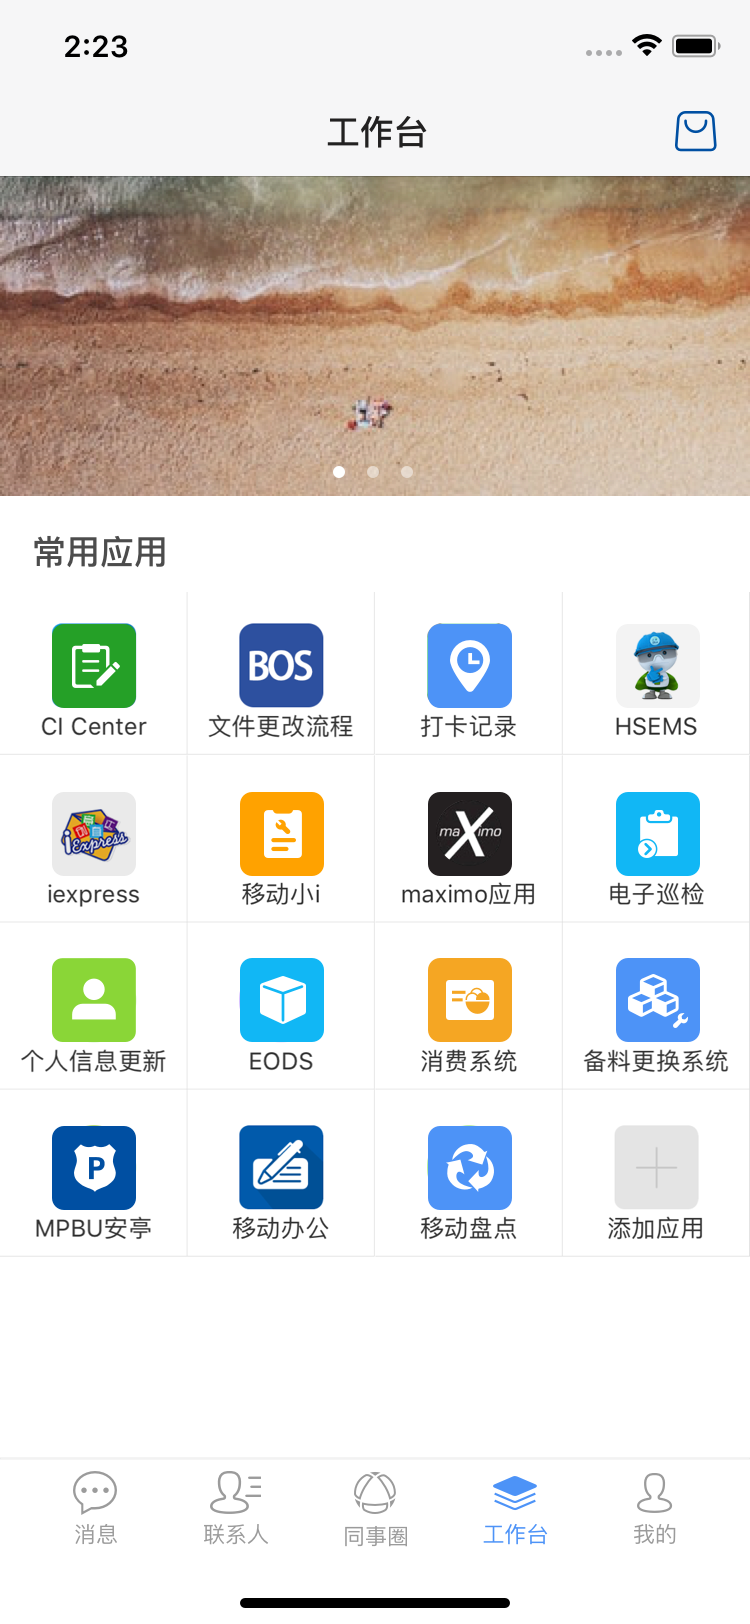 2:23
工作台
常用应用
BOS
CI Center
文件更改流程
打卡记录
HSEMS
iExpress
maximo
iexpress
移动小i
maximo应用
电子巡检
个人信息更新
EODS
消费系统
备料更换系统
P
MPBU安亭
移动办公
移动盘点
添加应用
消息
联系人
同事圈
工作台
我的